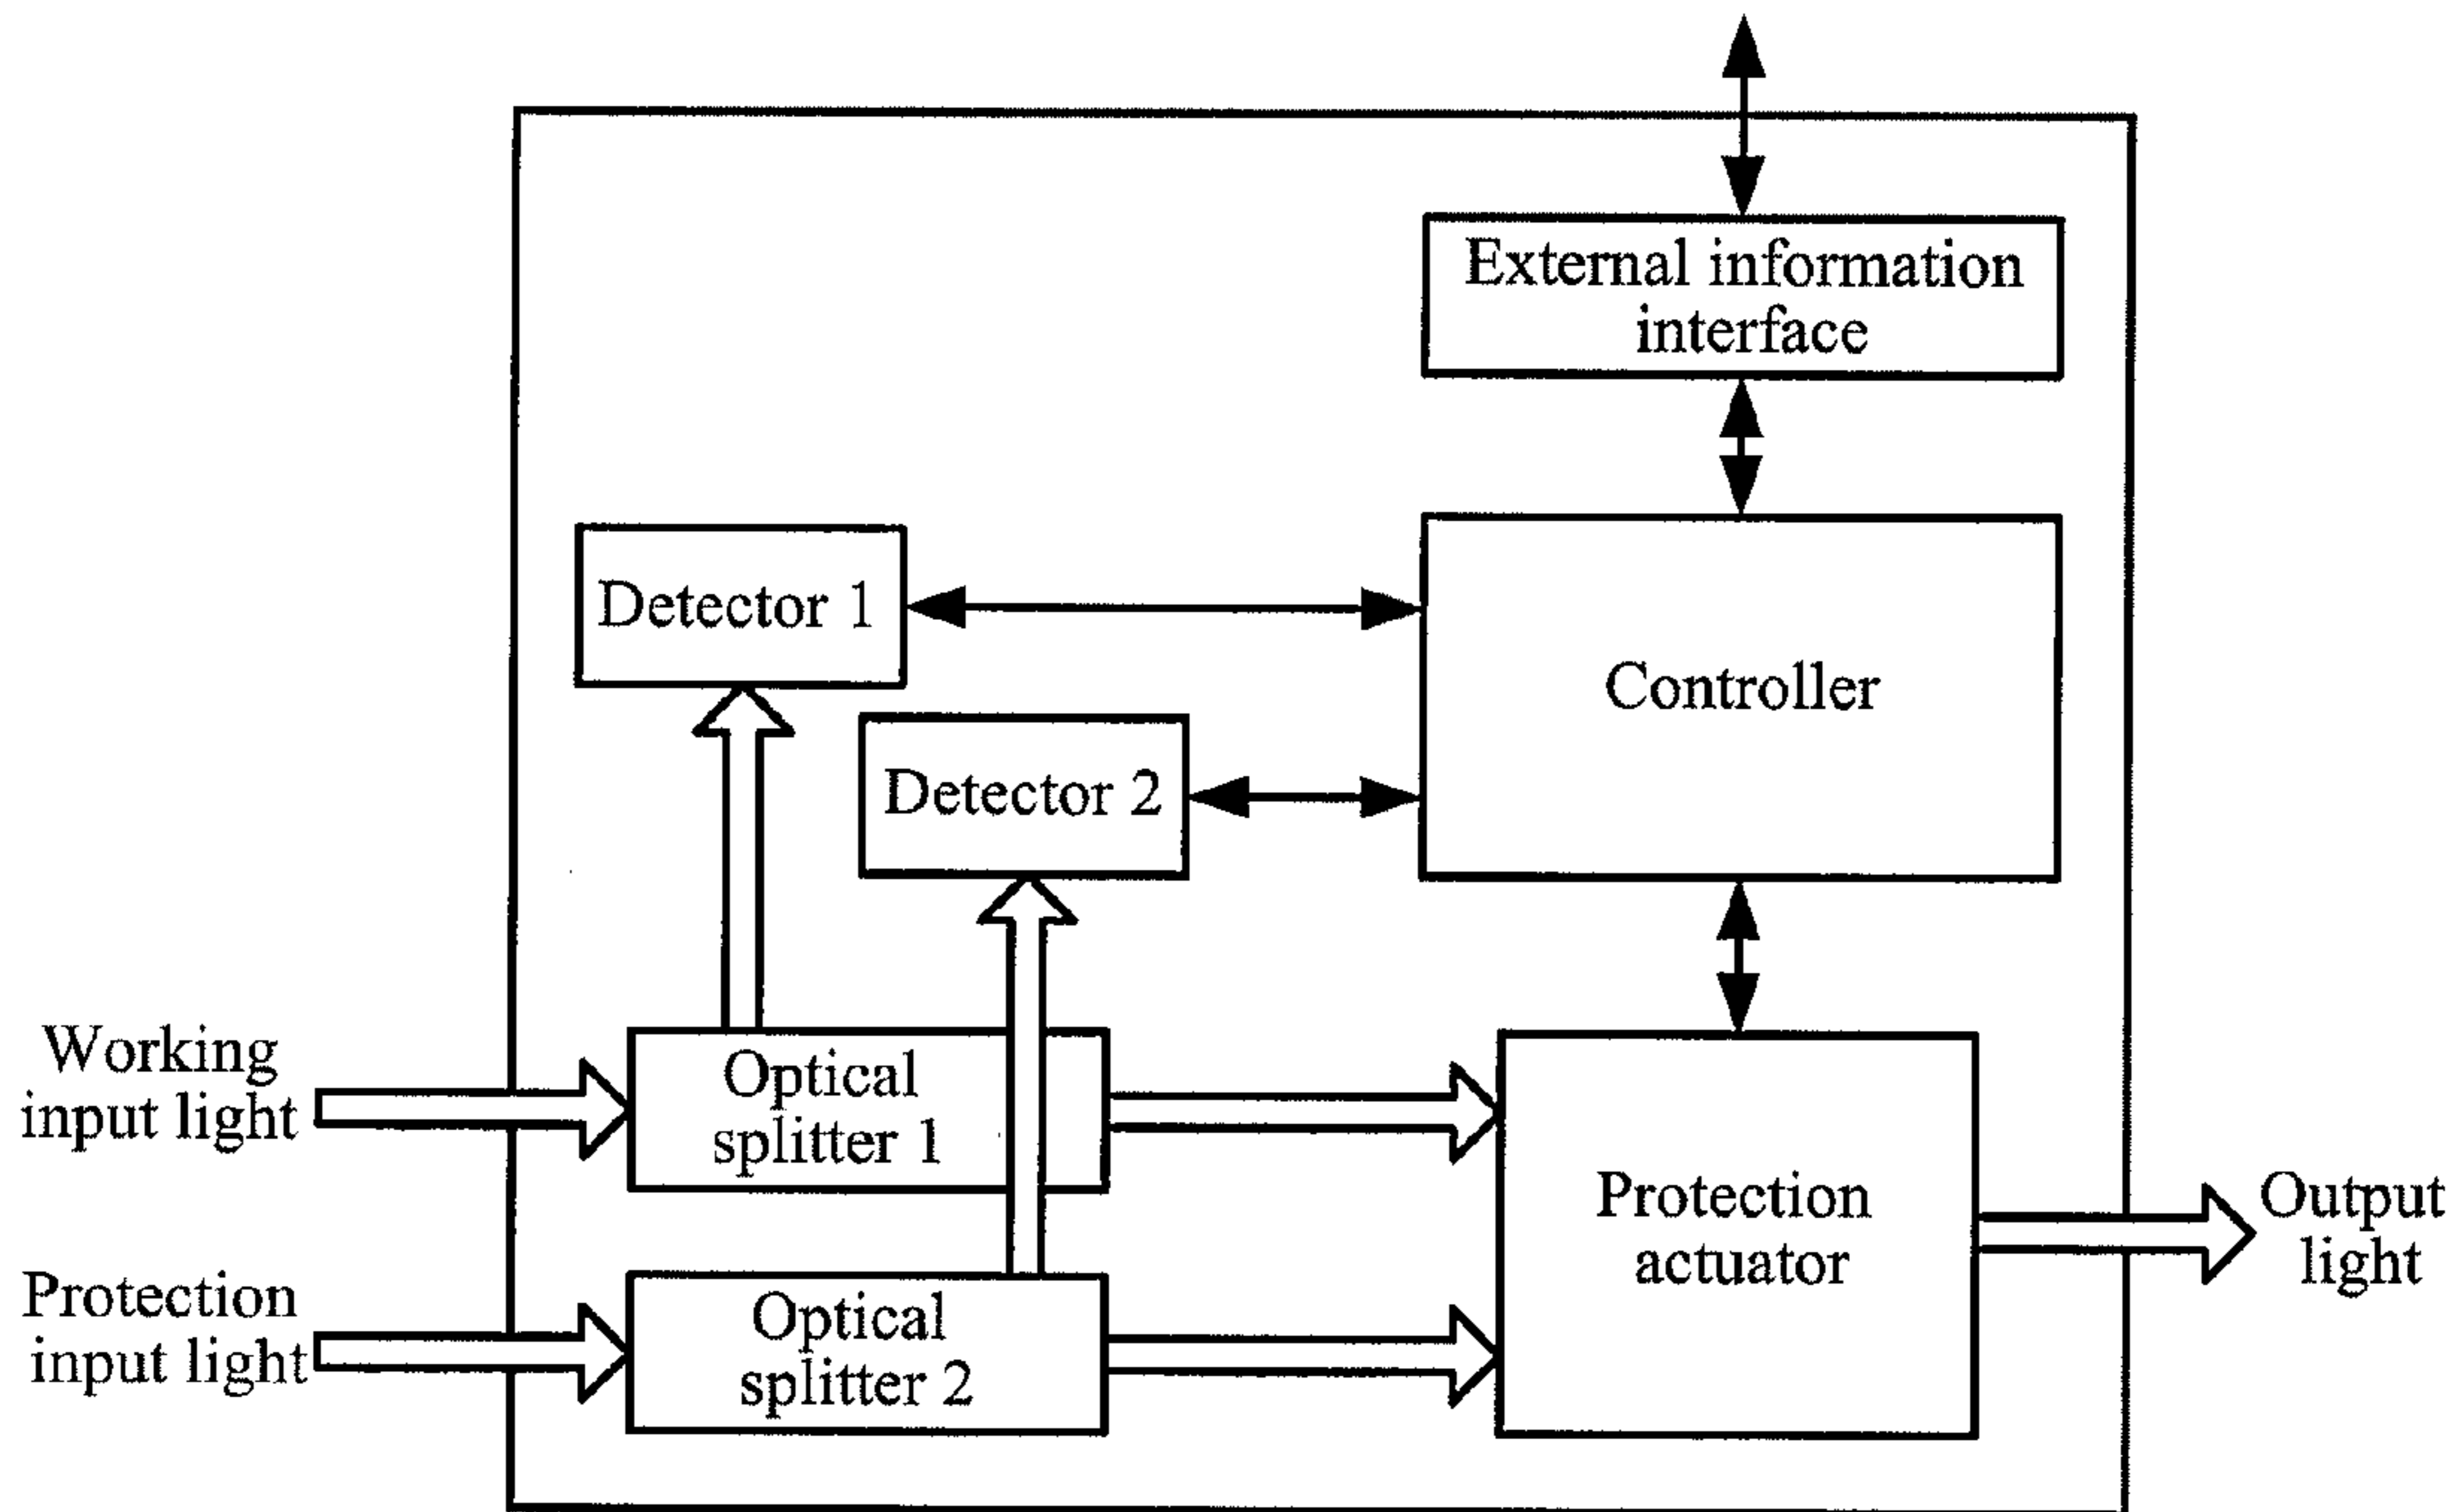 External information
interface
Detector 1
Controller
Detector 2
Working
input light
Optical
splitter 1
Protection
actuator
Output
light
Protection
input light
Optical
splitter 2